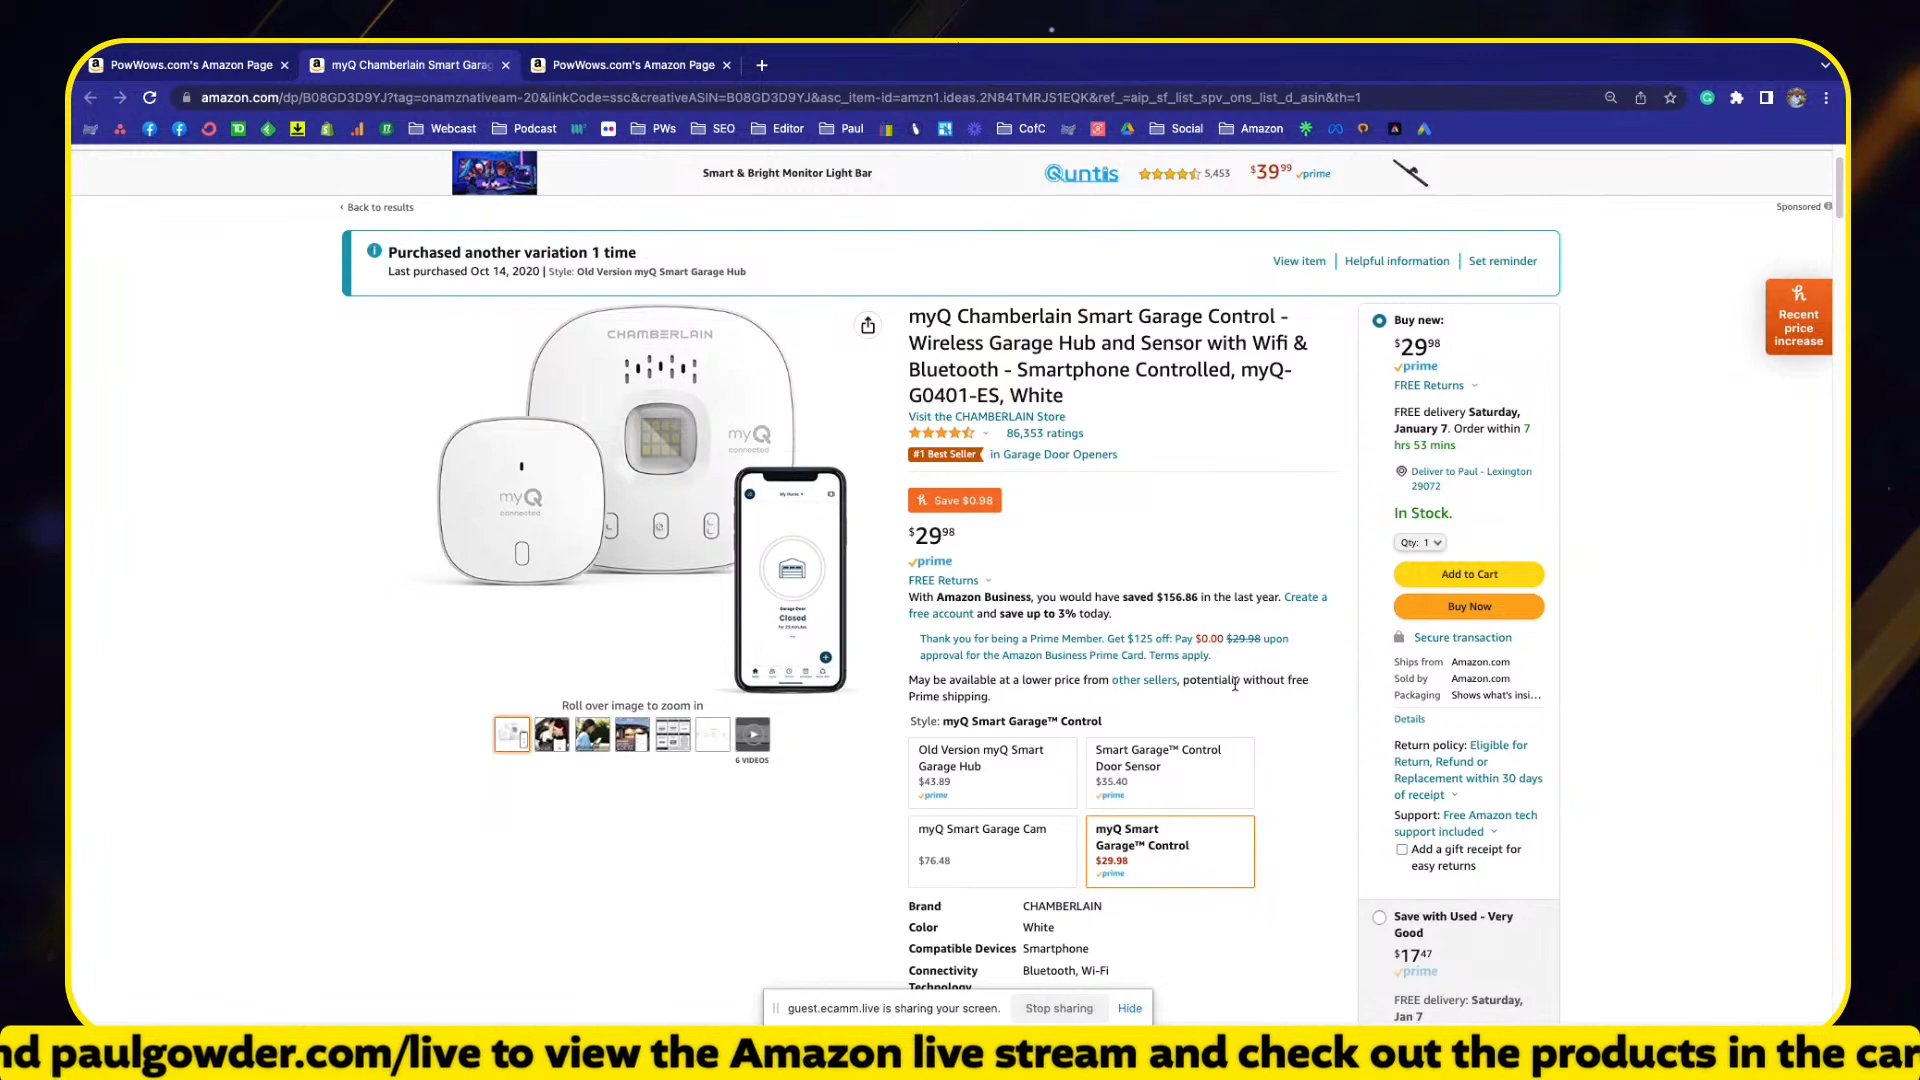 PowWows.com's Amazon Page
myQ Chamberlain Smart Garag
PowWows.com's Amazon Page
amazon.com/dp/B08GD3D9YJ?tag=onamznativeam-20&linkCode=ssc&creativeASIN=B08GD3D9YJ&asc_item-id=amzn1.ideas.2N84TMRJS1EQK&ref_=aip_sf_list_spv_ons_list_d_asin&th=1
Webcast Podcast PWs SEO Editor Paul CofC Social Amazon
Smart & Bright Monitor Light Bar
Quntis
5,453
$39.99 prime
‹ Back to results
Sponsored
Purchased another variation 1 time
Last purchased Oct 14, 2020 | Style: Old Version myQ Smart Garage Hub
View item | Helpful information | Set reminder
Recent
price
increase
CHAMBERLAIN
myQ
connected
myQ
connected
My Home
Garage Door
Closed
Roll over image to zoom in
6 VIDEOS
myQ Chamberlain Smart Garage Control -
Wireless Garage Hub and Sensor with Wifi &
Bluetooth - Smartphone Controlled, myQ-
G0401-ES, White
Visit the CHAMBERLAIN Store
86,353 ratings
#1 Best Seller in Garage Door Openers
Save $0.98
$29.98
prime
FREE Returns
With Amazon Business, you would have saved $156.86 in the last year. Create a
free account and save up to 3% today.
Thank you for being a Prime Member. Get $125 off: Pay $0.00 $29.98 upon
approval for the Amazon Business Prime Card. Terms apply.
May be available at a lower price from other sellers, potentially without free
Prime shipping.
Style: myQ Smart Garage™ Control
Old Version myQ Smart
Garage Hub
$43.89
prime
Smart Garage™ Control
Door Sensor
$35.40
prime
myQ Smart Garage Cam
$76.48
myQ Smart
Garage™ Control
$29.98
prime
Brand CHAMBERLAIN
Color White
Compatible Devices Smartphone
Connectivity Bluetooth, Wi-Fi
Technology
Buy new:
$29.98
prime
FREE Returns
FREE delivery Saturday,
January 7. Order within 7
hrs 53 mins
Deliver to Paul - Lexington
29072
In Stock.
Qty: 1
Add to Cart
Buy Now
Secure transaction
Ships from Amazon.com
Sold by Amazon.com
Packaging Shows what's insi...
Details
Return policy: Eligible for
Return, Refund or
Replacement within 30 days
of receipt
Support: Free Amazon tech
support included
Add a gift receipt for
easy returns
Save with Used - Very
Good
$17.47
prime
FREE delivery: Saturday,
Jan 7
guest.ecamm.live is sharing your screen. Stop sharing Hide
nd paulgowder.com/live to view the Amazon live stream and check out the products in the car